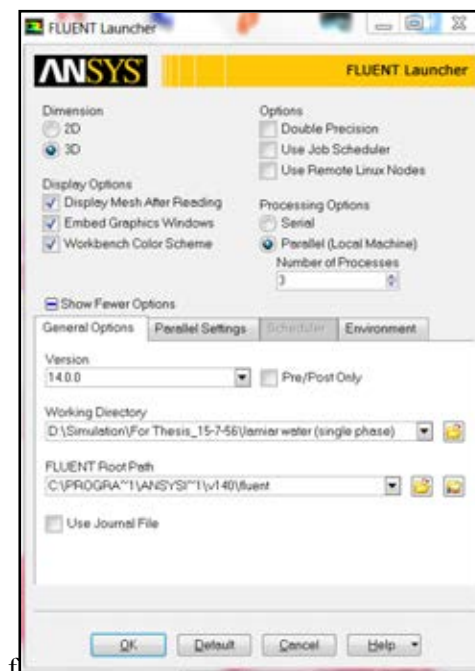 FLUENT Launcher
ANSYS FLUENT Launcher
Dimension
2D
3D
Display Options
Display Mesh After Reading
Embed Graphics Windows
Workbench Color Scheme
Options
Double Precision
Use Job Scheduler
Use Remote Linux Nodes
Processing Options
Serial
Parallel (Local Machine)
Number of Processes
3
Show Fewer Options
General Options Parallel Settings Scheduler Environment
Version
14.0.0 Pre/Post Only
Working Directory
D:\Simulation\For Thesis_15-7-56\lamiar water (single phase)
FLUENT Root Path
C:\PROGRA~1\ANSYSI~1\v140\fluent
Use Journal File
OK Default Cancel Help
f